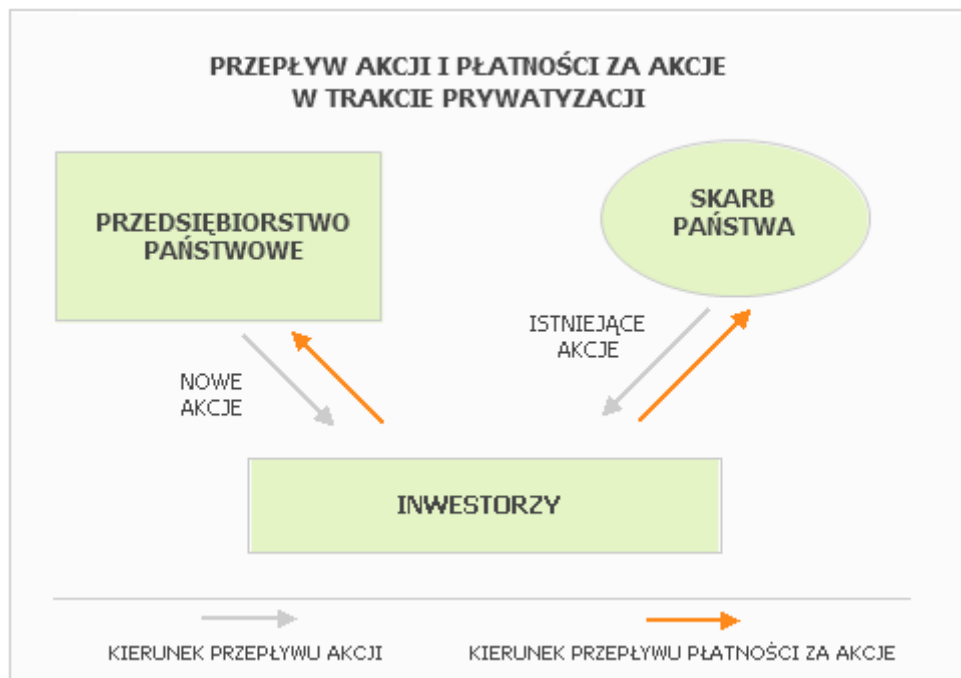 PRZEPŁYW AKCJI I PŁATNOŚCI ZA AKCJE
W TRAKCIE PRYWATYZACJI
PRZEDSIĘBIORSTWO
PAŃSTWOWE
SKARB
PAŃSTWA
NOWE
AKCJE
ISTNIEJĄCE
AKCJE
INWESTORZY
KIERUNEK PRZEPŁYWU AKCJI
KIERUNEK PRZEPŁYWU PŁATNOŚCI ZA AKCJE